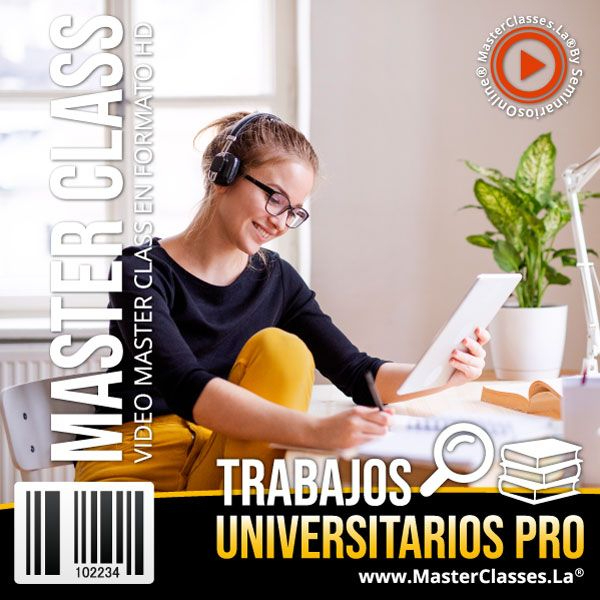 MASTER CLASS
VIDEO MASTER CLASS EN FORMATO HD
MasterClasses.La® By SeminariosOnline®
TRABAJOS
UNIVERSITARIOS PRO
102234
www.MasterClasses.La®